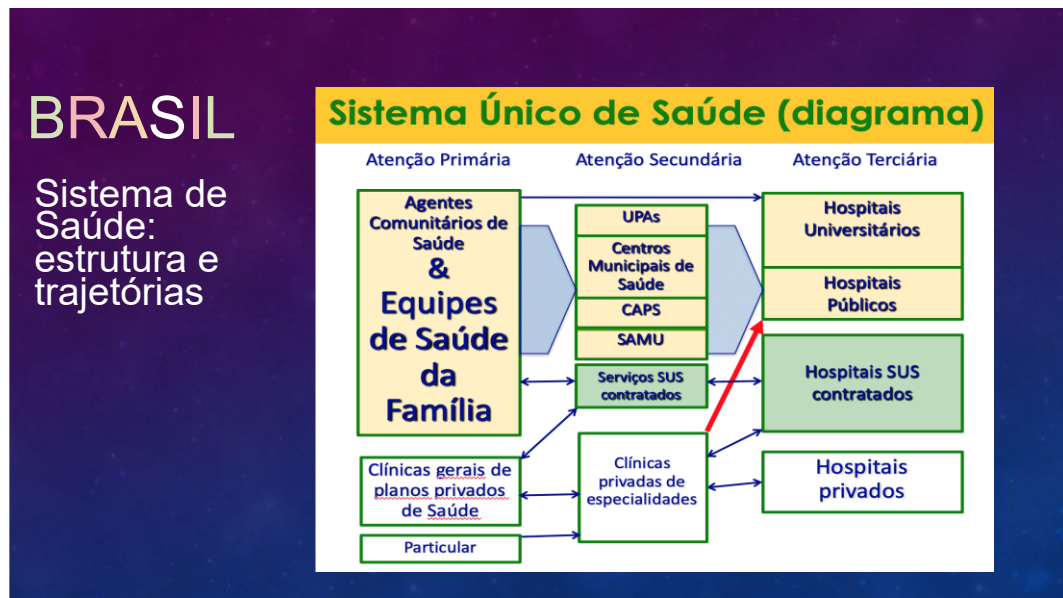 BRASIL
Sistema de
Saúde:
estrutura e
trajetórias
Sistema Único de Saúde (diagrama)
Atenção Primária
Atenção Secundária
Atenção Terciária
Agentes
Comunitários de
Saúde
&
Equipes
de Saúde
da
Família
UPAs
Centros
Municipais de
Saúde
CAPS
SAMU
Serviços SUS
contratados
Hospitais
Universitários
Hospitais
Públicos
Hospitais SUS
contratados
Clínicas gerais de
planos privados
de Saúde
Particular
Clínicas
privadas de
especialidades
Hospitais
privados